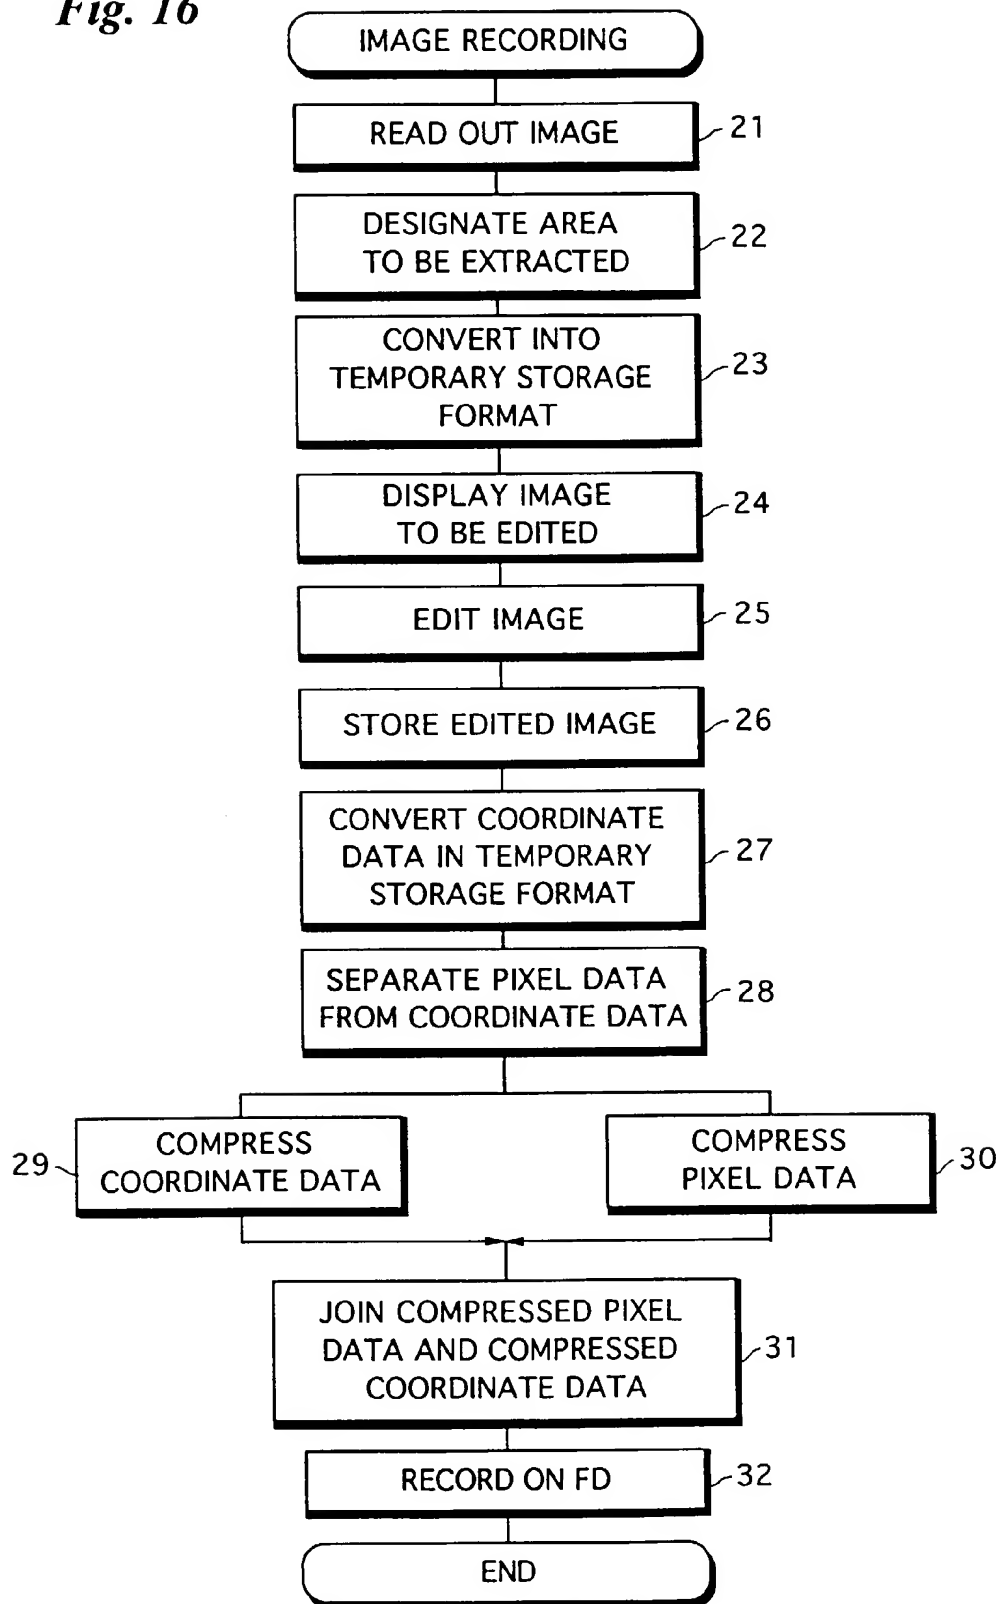 Fig. 16
IMAGE RECORDING
READ OUT IMAGE
21
DESIGNATE AREA
TO BE EXTRACTED
22
CONVERT INTO
TEMPORARY STORAGE
FORMAT
23
DISPLAY IMAGE
TO BE EDITED
24
EDIT IMAGE
25
STORE EDITED IMAGE
26
CONVERT COORDINATE
DATA IN TEMPORARY
STORAGE FORMAT
27
SEPARATE PIXEL DATA
FROM COORDINATE DATA
28
29
COMPRESS
COORDINATE DATA
COMPRESS
PIXEL DATA
30
JOIN COMPRESSED PIXEL
DATA AND COMPRESSED
COORDINATE DATA
31
RECORD ON FD
32
END